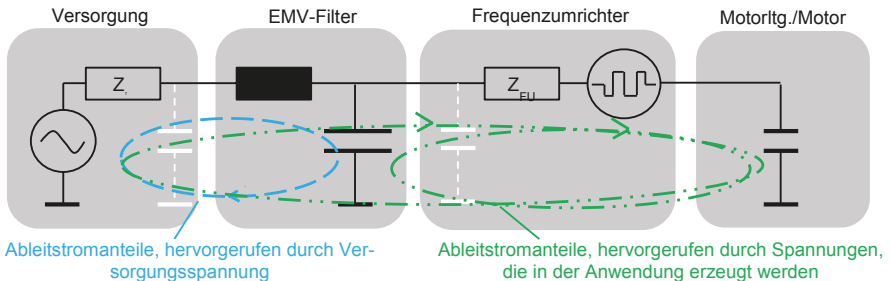 Versorgung EMV-Filter Frequenzumrichter Motorltg./Motor
Z, Z_FU
Ableitstromanteile, hervorgerufen durch Ver-
sorgungsspannung
Ableitstromanteile, hervorgerufen durch Spannungen,
die in der Anwendung erzeugt werden